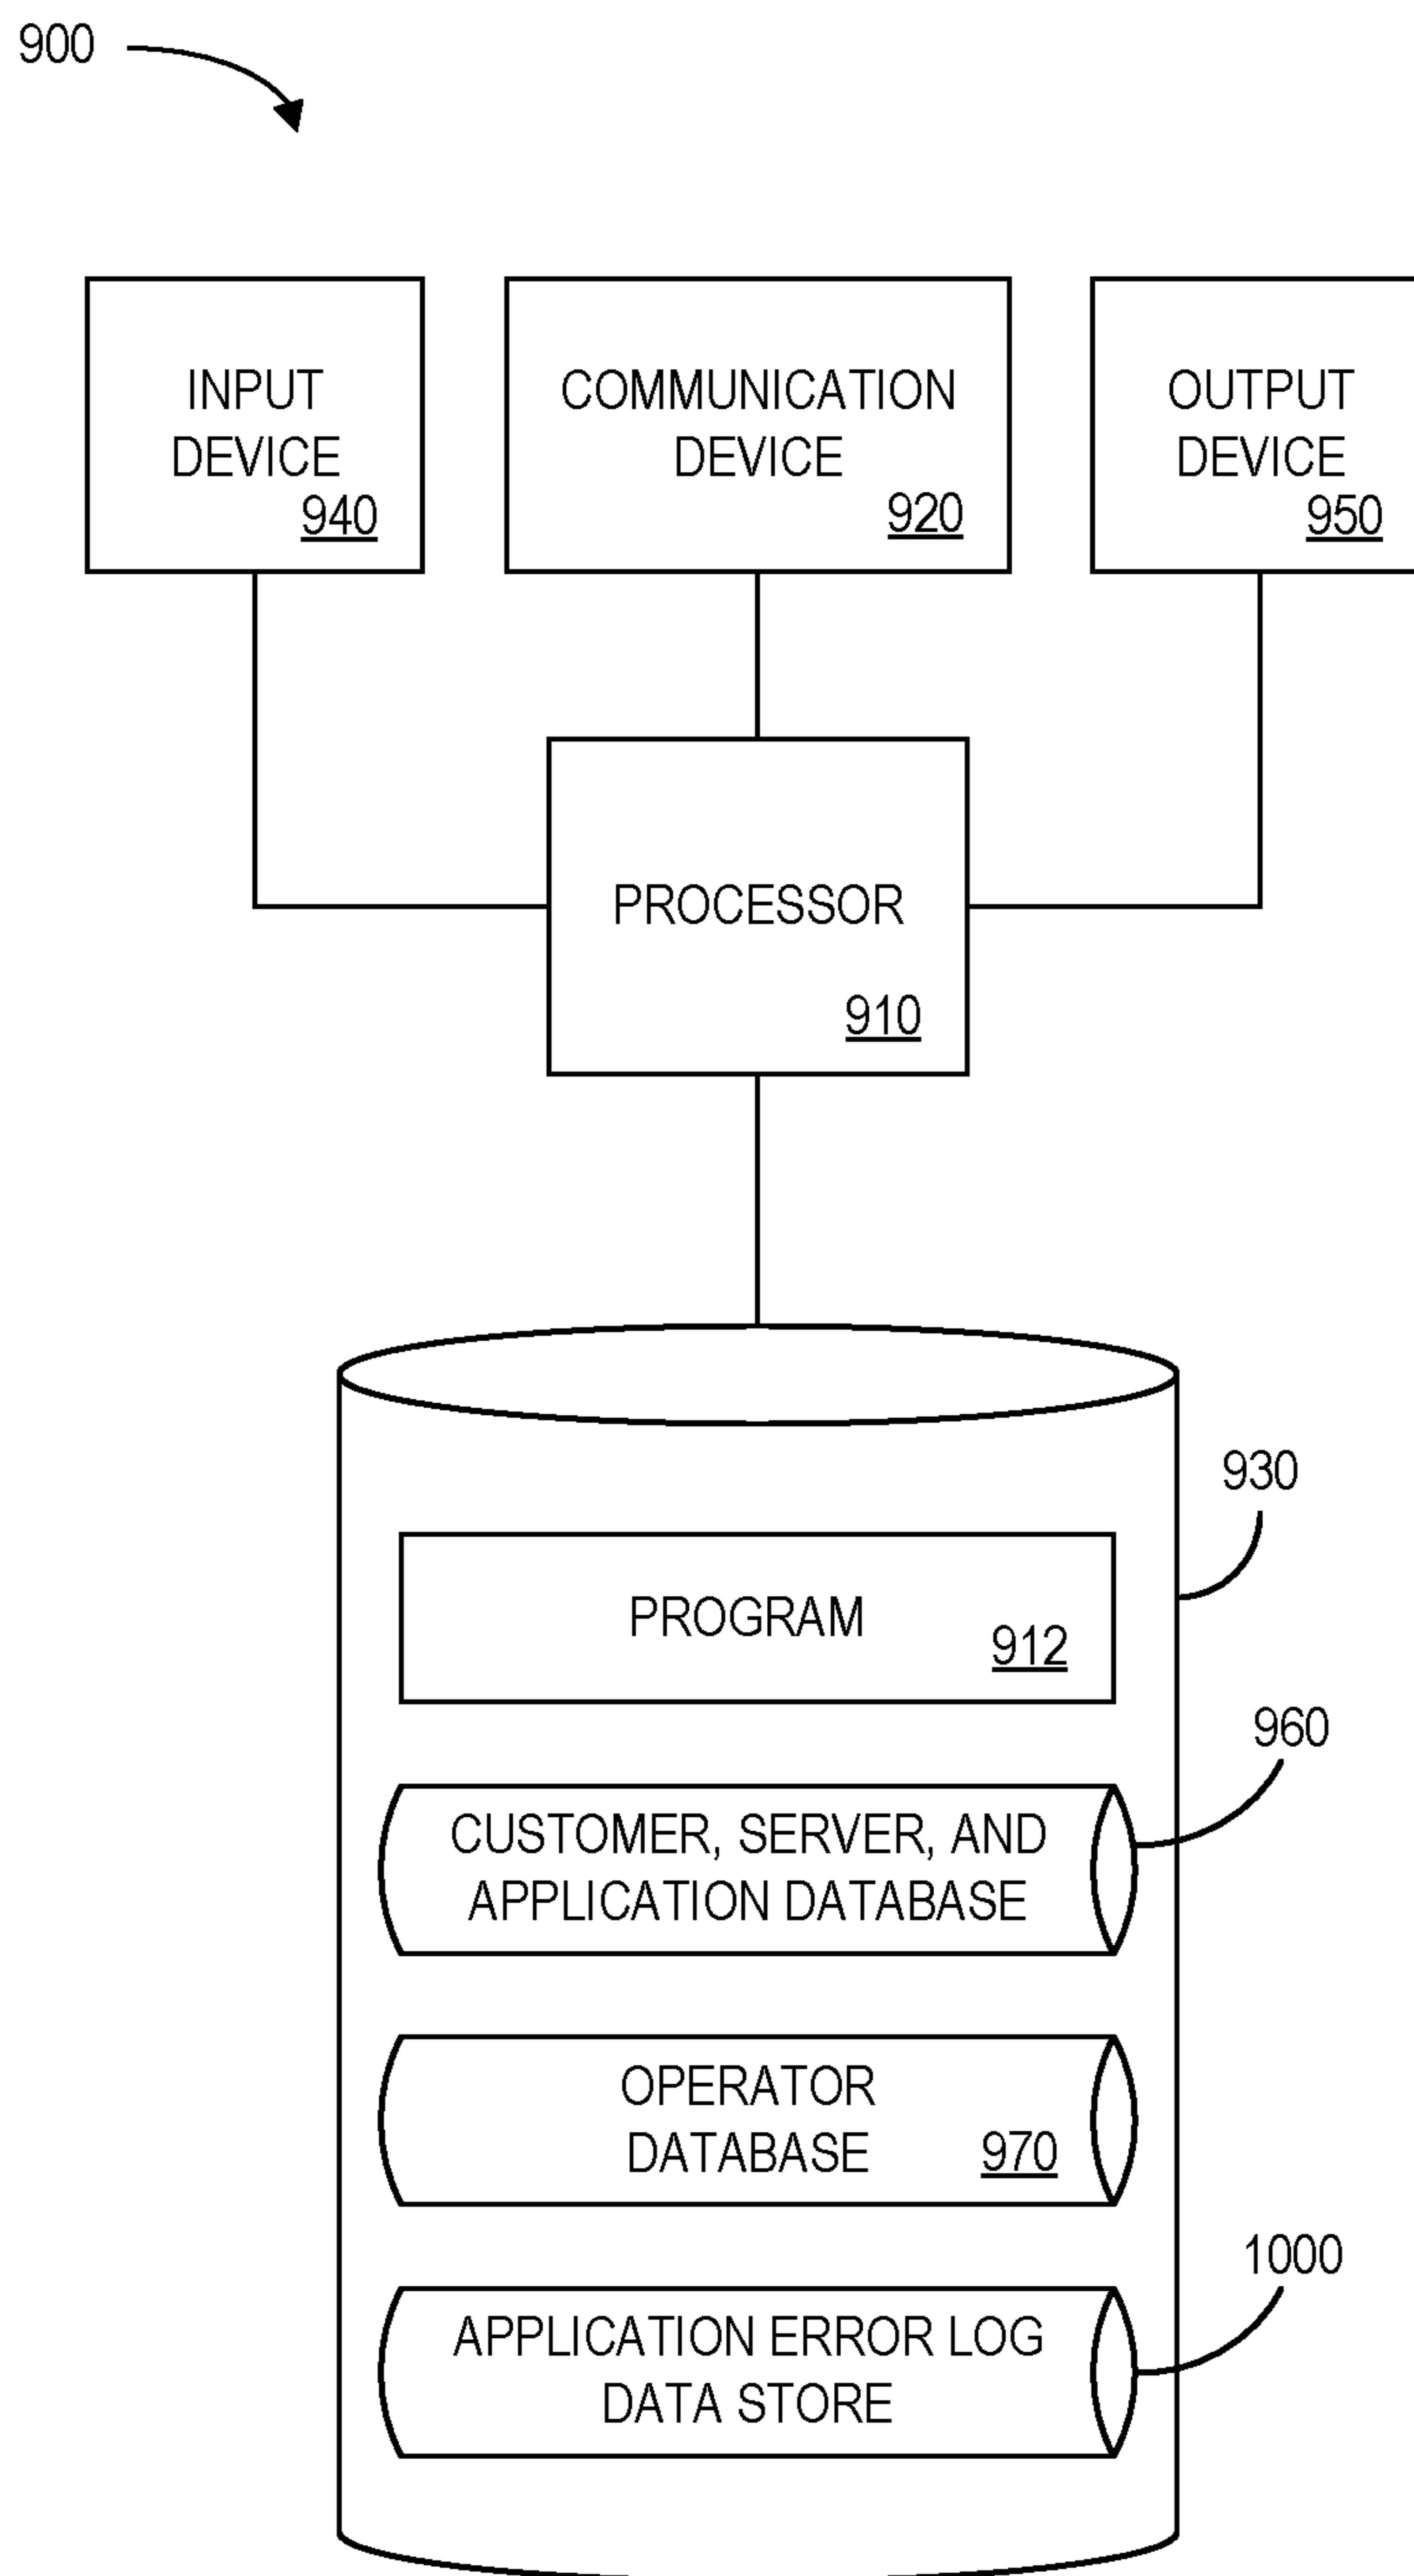 900
INPUT
DEVICE
940
COMMUNICATION
DEVICE
920
OUTPUT
DEVICE
950
PROCESSOR
910
930
PROGRAM
912
960
CUSTOMER, SERVER, AND
APPLICATION DATABASE
OPERATOR
DATABASE
970
1000
APPLICATION ERROR LOG
DATA STORE